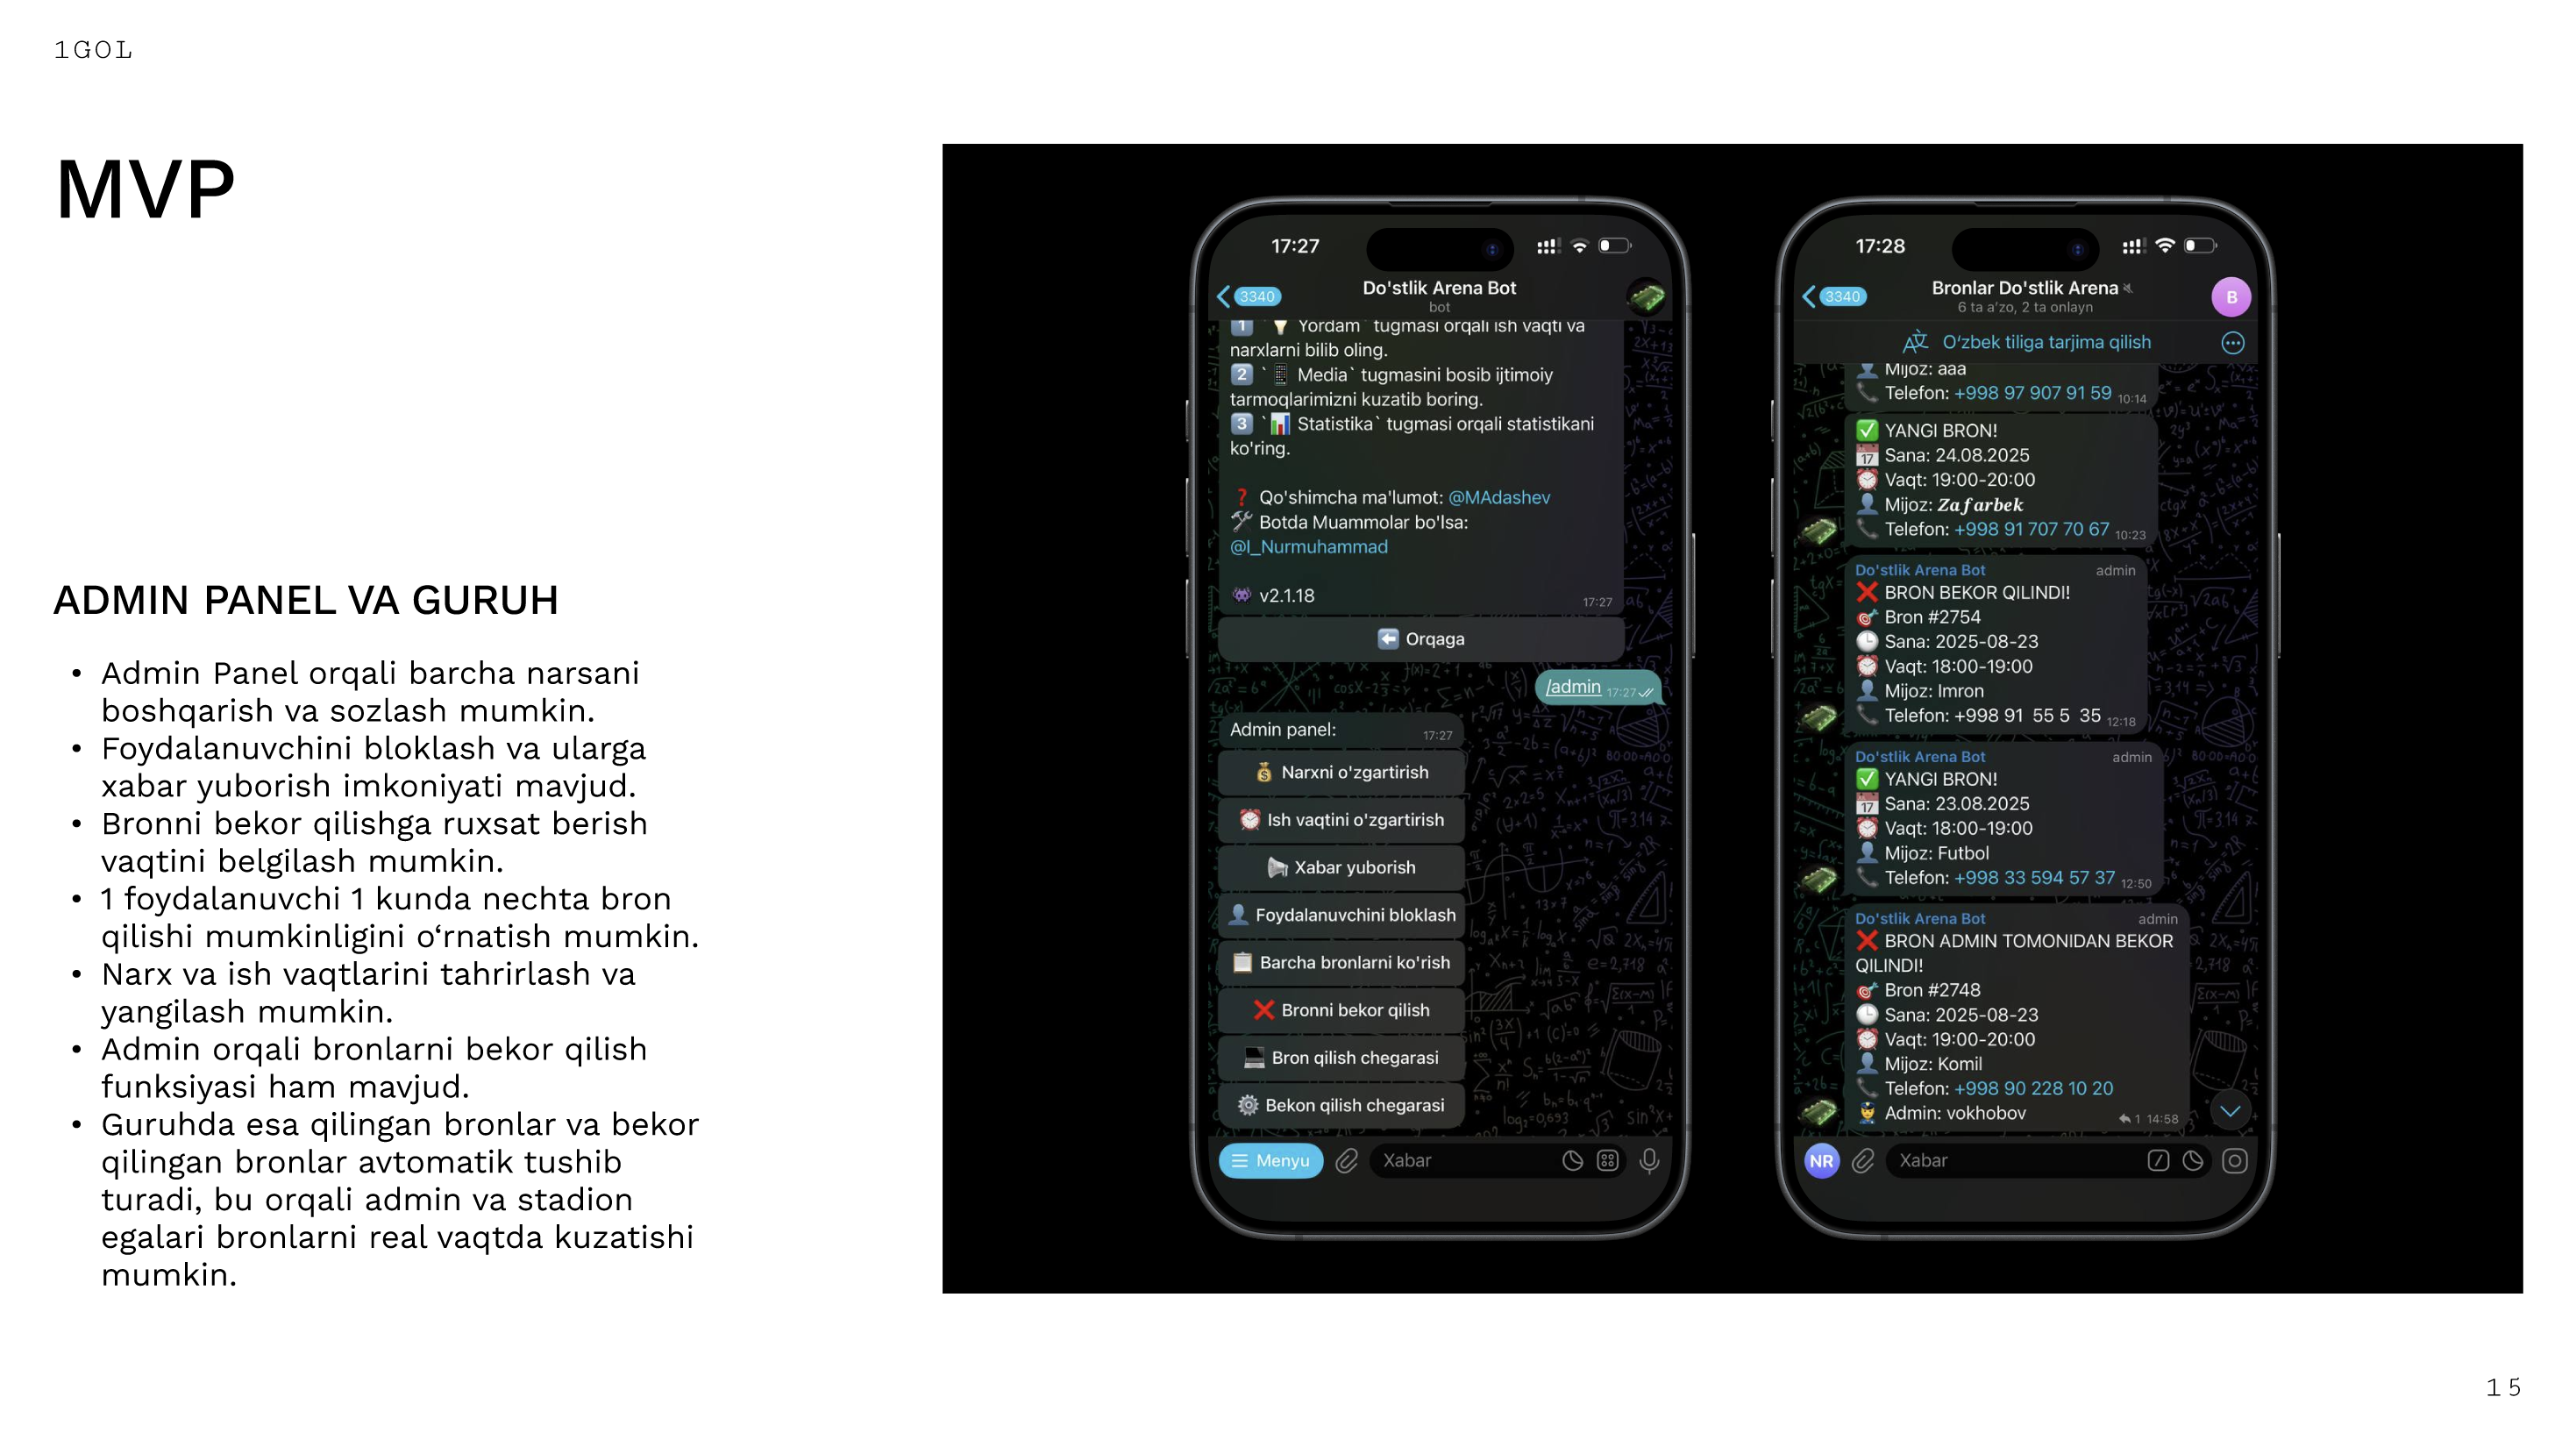 1GOL
MVP
ADMIN PANEL VA GURUH
• Admin Panel orqali barcha narsani
boshqarish va sozlash mumkin.
• Foydalanuvchini bloklash va ularga
xabar yuborish imkoniyati mavjud.
• Bronni bekor qilishga ruxsat berish
vaqtini belgilash mumkin.
• 1 foydalanuvchi 1 kunda nechta bron
qilishi mumkinligini o‘rnatish mumkin.
• Narx va ish vaqtlarini tahrirlash va
yangilash mumkin.
• Admin orqali bronlarni bekor qilish
funksiyasi ham mavjud.
• Guruhda esa qilingan bronlar va bekor
qilingan bronlar avtomatik tushib
turadi, bu orqali admin va stadion
egalari bronlarni real vaqtda kuzatishi
mumkin.
17:27
3340
Do'stlik Arena Bot
bot
1 `💡 Yordam` tugmasi orqali ish vaqti va
narxlarni bilib oling.
2 `📱 Media` tugmasini bosib ijtimoiy
tarmoqlarimizni kuzatib boring.
3 `📊 Statistika` tugmasi orqali statistikani
ko'ring.
❓ Qo'shimcha ma'lumot: @MAdashev
🛠 Botda Muammolar bo'lsa:
@I_Nurmuhammad
👾 v2.1.18 17:27
⬅️ Orqaga
/admin 17:27
Admin panel: 17:27
💰 Narxni o'zgartirish
⏰ Ish vaqtini o'zgartirish
📢 Xabar yuborish
👤 Foydalanuvchini bloklash
📋 Barcha bronlarni ko'rish
❌ Bronni bekor qilish
💻 Bron qilish chegarasi
⚙️ Bekon qilish chegarasi
Menyu
Xabar
17:28
3340
Bronlar Do'stlik Arena
6 ta a'zo, 2 ta onlayn
B
O‘zbek tiliga tarjima qilish
👤 Mijoz: aaa
📞 Telefon: +998 97 907 91 59 10:14
✅ YANGI BRON!
📅 Sana: 24.08.2025
⏰ Vaqt: 19:00-20:00
👤 Mijoz: Zafarbek
📞 Telefon: +998 91 707 70 67 10:23
Do'stlik Arena Bot admin
❌ BRON BEKOR QILINDI!
🎯 Bron #2754
🕒 Sana: 2025-08-23
⏰ Vaqt: 18:00-19:00
👤 Mijoz: Imron
📞 Telefon: +998 91 55 5 35 12:18
Do'stlik Arena Bot admin
✅ YANGI BRON!
📅 Sana: 23.08.2025
⏰ Vaqt: 18:00-19:00
👤 Mijoz: Futbol
📞 Telefon: +998 33 594 57 37 12:50
Do'stlik Arena Bot admin
❌ BRON ADMIN TOMONIDAN BEKOR
QILINDI!
🎯 Bron #2748
🕒 Sana: 2025-08-23
⏰ Vaqt: 19:00-20:00
👤 Mijoz: Komil
📞 Telefon: +998 90 228 10 20
👮 Admin: vokhobov 1 14:58
NR
Xabar
15